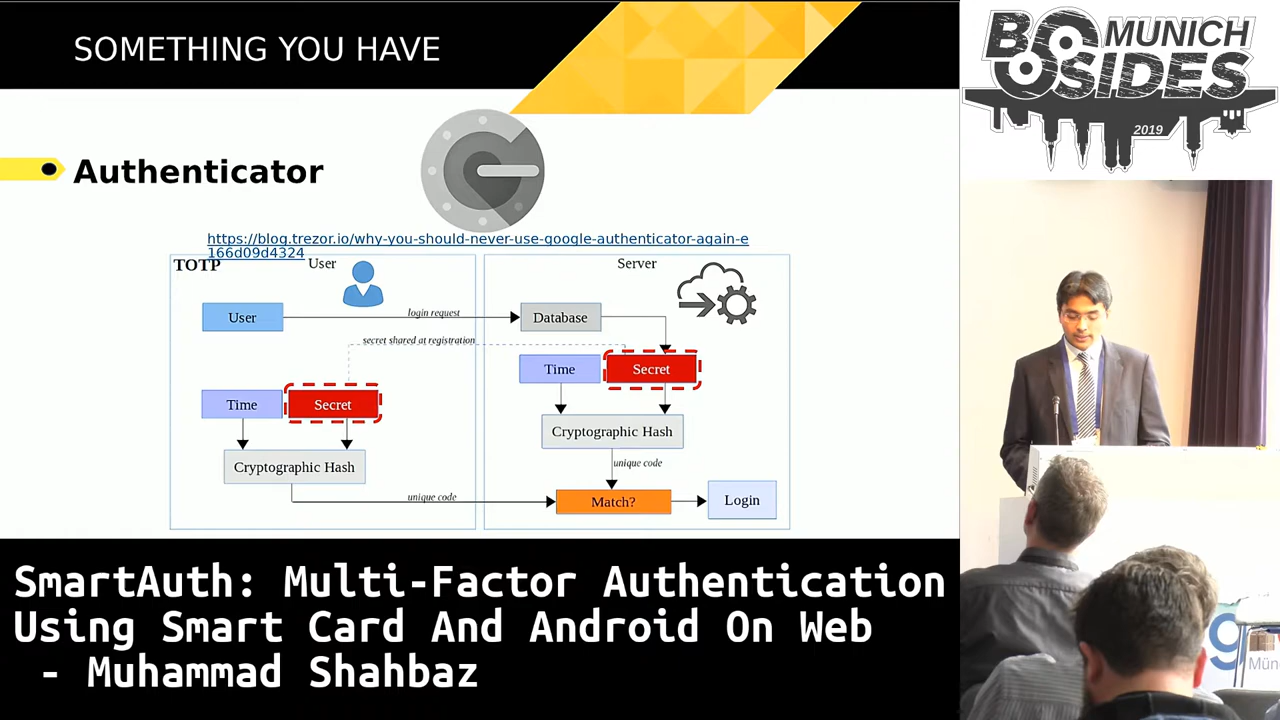 SOMETHING YOU HAVE
Authenticator
https://blog.trezor.io/why-you-should-never-use-google-authenticator-again-e
166d09d4324
TOTP
User
Server
User
login request
Database
secret shared at registration
Time
Secret
Time
Secret
Cryptographic Hash
Cryptographic Hash
unique code
unique code
Match?
Login
SmartAuth: Multi-Factor Authentication
Using Smart Card And Android On Web
- Muhammad Shahbaz
BSIDES
MUNICH
2019
g
Mün